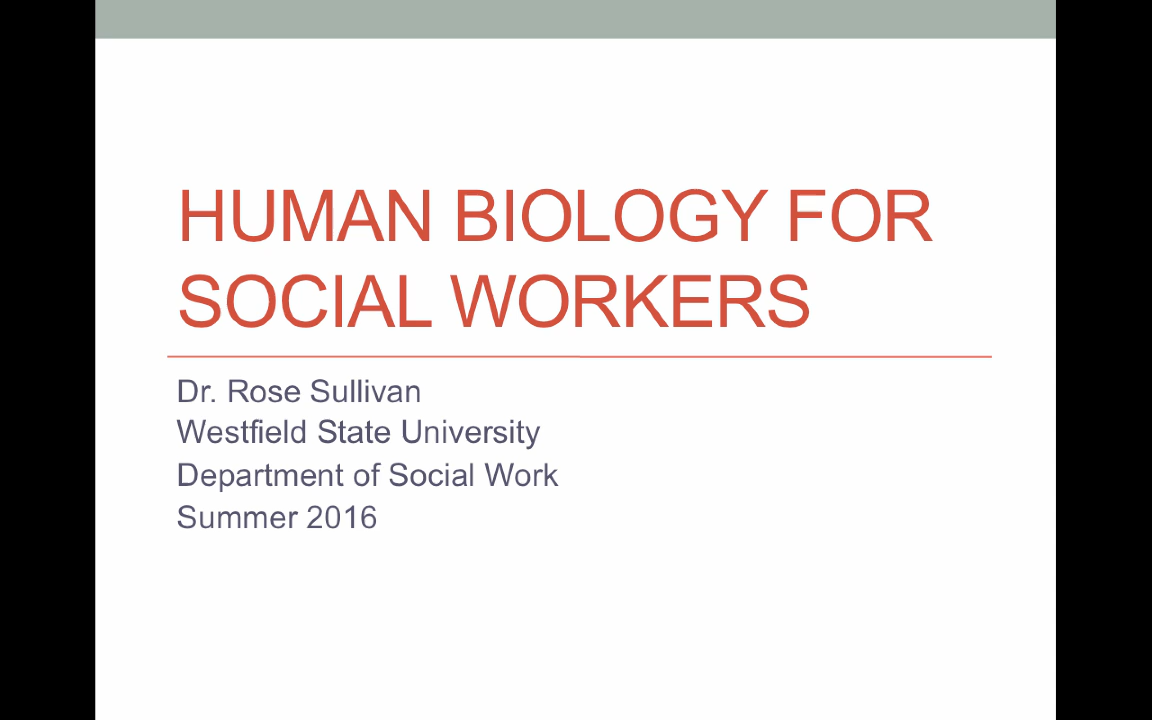 HUMAN BIOLOGY FOR
SOCIAL WORKERS
Dr. Rose Sullivan
Westfield State University
Department of Social Work
Summer 2016